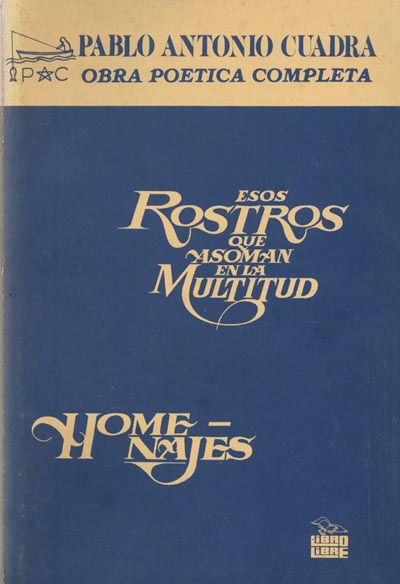 PABLO ANTONIO CUADRA
PAC
OBRA POETICA COMPLETA
ESOS
ROSTROS
QUE
ASOMAN
EN LA
MULTITUD
HOME-
NAJES
LIBRO
LIBRE